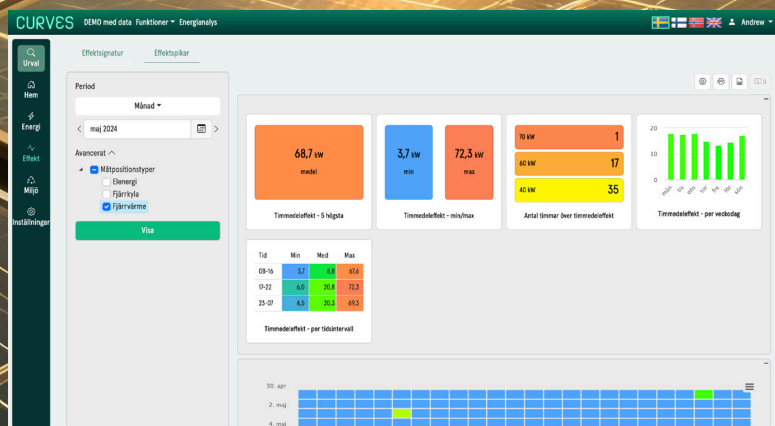 CURVES DEMO med data Funktioner Energianalys Andrew
Urval
Hem
Energi
Effekt
Miljö
Inställningar
Effektsignatur Effektspikar
Period
Månad
maj 2024
Avancerat
Mätpositionstyper
Elenergi
Fjärrkyla
Fjärrvärme
Visa
68,7 kW
medel
Timmedeleffekt - 5 högsta
3,7 kW
min
72,3 kW
max
Timmedeleffekt - min/max
70 kW 1
60 kW 17
40 kW 35
Antal timmar över timmedeleffekt
20
10
0
mån tis ons tor fre lör sön
Timmedeleffekt - per veckodag
Tid Min Med Max
08-16 3,7 8,8 67,6
17-22 6,0 20,8 72,3
23-07 4,5 20,3 69,3
Timmedeleffekt - per tidsintervall
30. apr
2. maj
4. maj